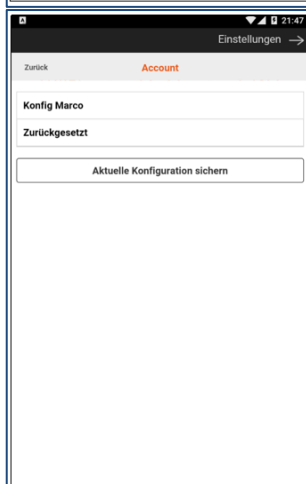 21:47
Einstellungen →
Zurück Account
Konfig Marco
Zurückgesetzt
Aktuelle Konfiguration sichern